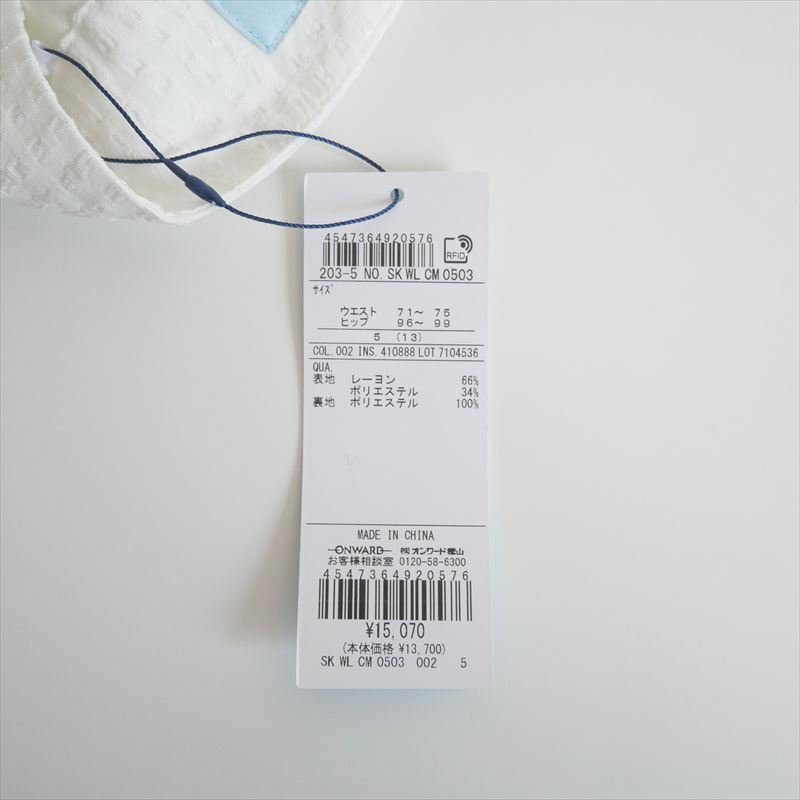 4547364920576
RFID
203-5 NO. SK WL CM 0503
サイズ
ウエスト 71～ 75
ヒップ 96～ 99
5 (13)
COL. 002 INS. 410888 LOT 7104536
QUA.
表地 レーヨン 66%
ポリエステル 34%
裏地 ポリエステル 100%
MADE IN CHINA
ONWARD ㈱オンワード樫山
お客様相談室 0120-58-6300
4547364920576
¥15,070
(本体価格 ¥13,700)
SK WL CM 0503 002 5